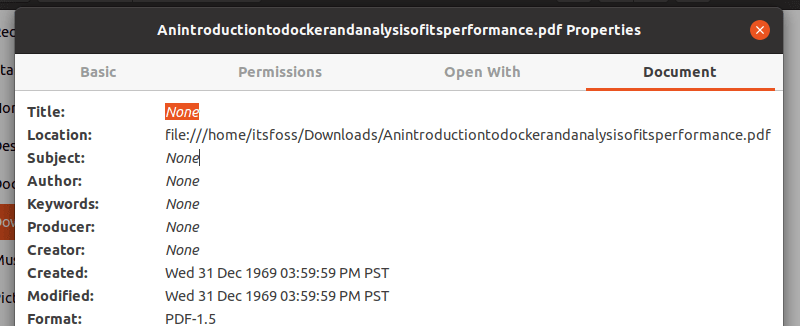 Anintroductiontodockerandanalysisofitsperformance.pdf Properties
Basic Permissions Open With Document
Title: None
Location: file:///home/itsfoss/Downloads/Anintroductiontodockerandanalysisofitsperformance.pdf
Subject: None
Author: None
Keywords: None
Producer: None
Creator: None
Created: Wed 31 Dec 1969 03:59:59 PM PST
Modified: Wed 31 Dec 1969 03:59:59 PM PST
Format: PDF-1.5